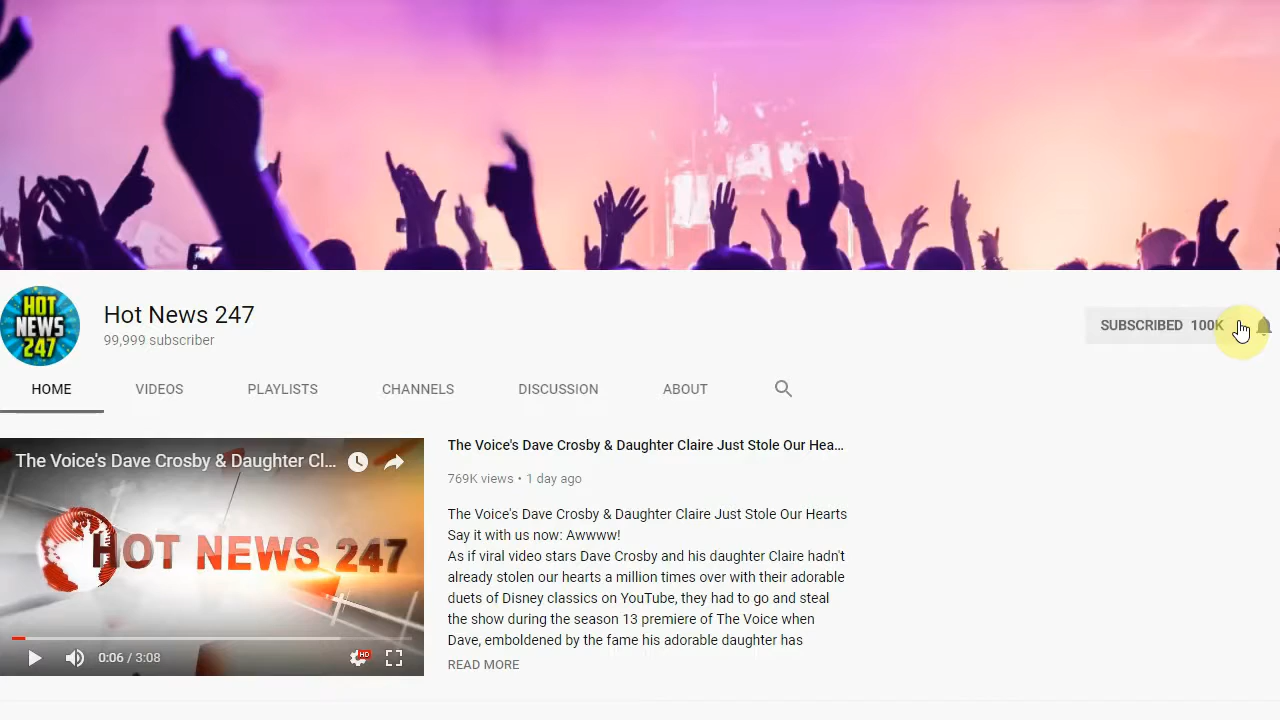 HOT
NEWS
247
Hot News 247
99,999 subscriber
SUBSCRIBED 100K
HOME VIDEOS PLAYLISTS CHANNELS DISCUSSION ABOUT
The Voice's Dave Crosby & Daughter Cl...
HOT NEWS 247
0:06 / 3:08
HD
The Voice's Dave Crosby & Daughter Claire Just Stole Our Hea...
769K views • 1 day ago
The Voice's Dave Crosby & Daughter Claire Just Stole Our Hearts
Say it with us now: Awwww!
As if viral video stars Dave Crosby and his daughter Claire hadn't
already stolen our hearts a million times over with their adorable
duets of Disney classics on YouTube, they had to go and steal
the show during the season 13 premiere of The Voice when
Dave, emboldened by the fame his adorable daughter has
READ MORE